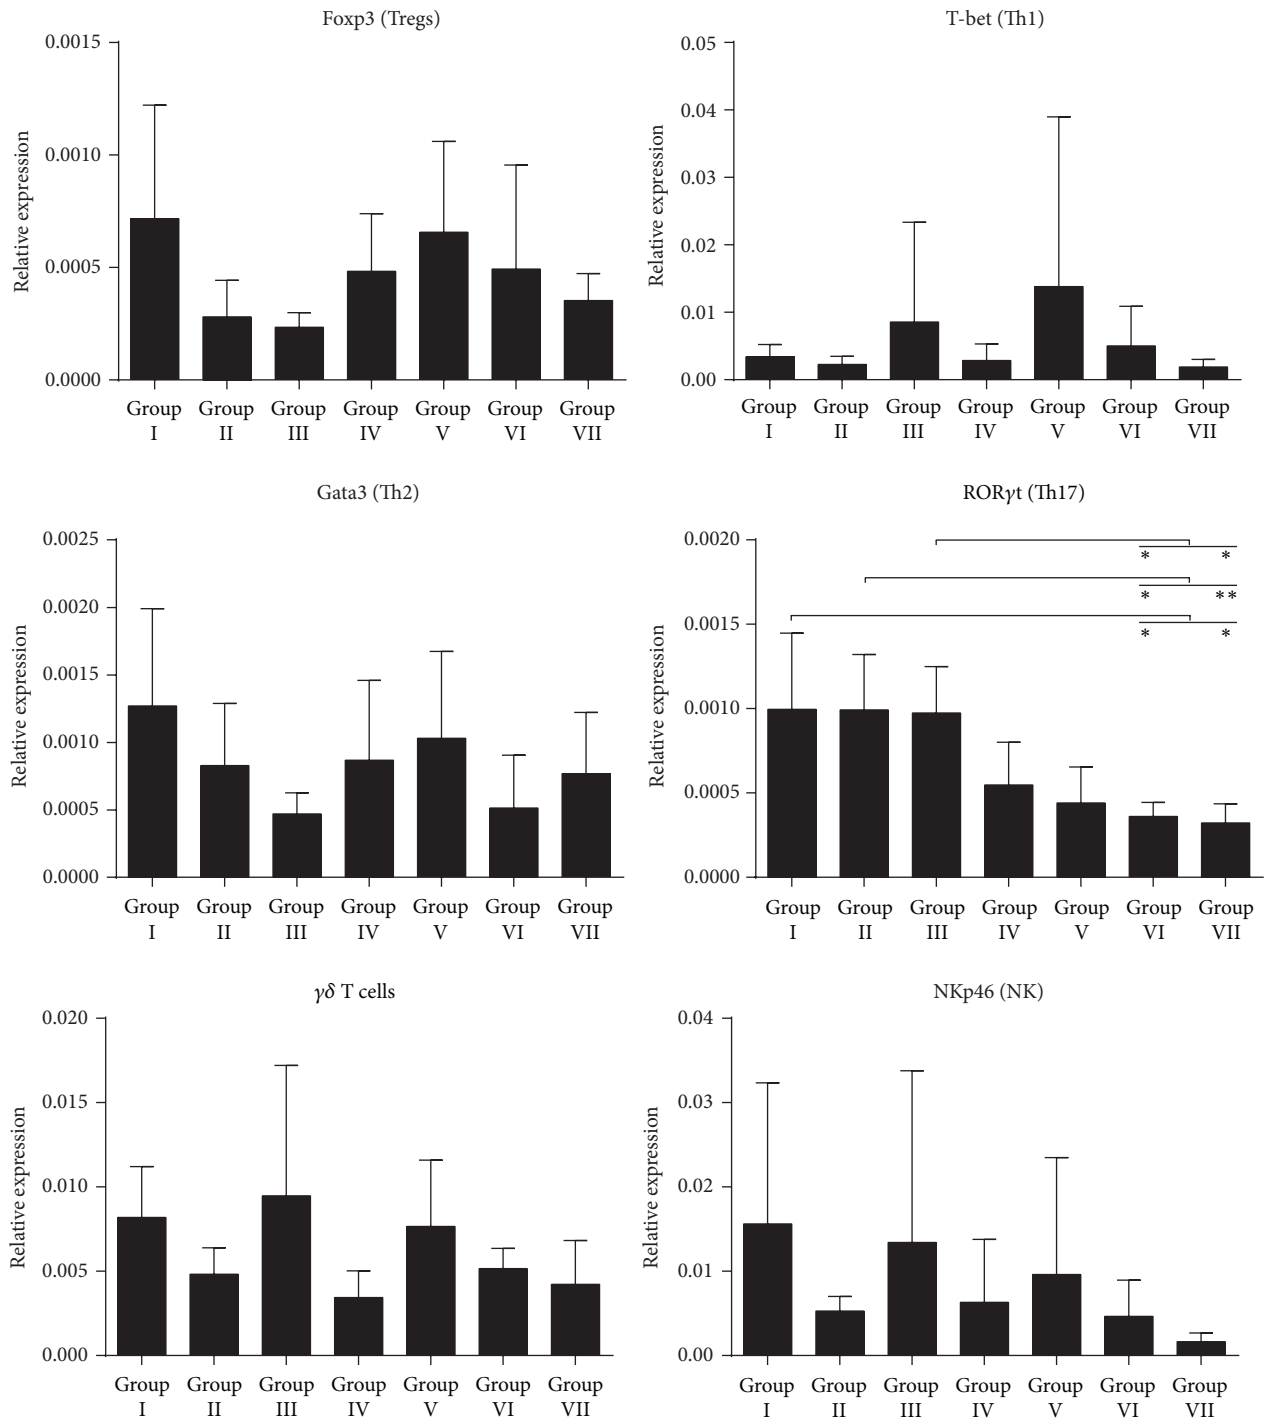 Foxp3 (Tregs)
Relative expression
0.0015
0.0010
0.0005
0.0000
Group Group Group Group Group Group Group
I II III IV V VI VII
T-bet (Th1)
Relative expression
0.05
0.04
0.03
0.02
0.01
0.00
Group Group Group Group Group Group Group
I II III IV V VI VII
Gata3 (Th2)
Relative expression
0.0025
0.0020
0.0015
0.0010
0.0005
0.0000
Group Group Group Group Group Group Group
I II III IV V VI VII
RORγt (Th17)
Relative expression
0.0020
0.0015
0.0010
0.0005
0.0000
* *
* **
* *
Group Group Group Group Group Group Group
I II III IV V VI VII
γδ T cells
Relative expression
0.020
0.015
0.010
0.005
0.000
Group Group Group Group Group Group Group
I II III IV V VI VII
NKp46 (NK)
Relative expression
0.04
0.03
0.02
0.01
0.00
Group Group Group Group Group Group Group
I II III IV V VI VII